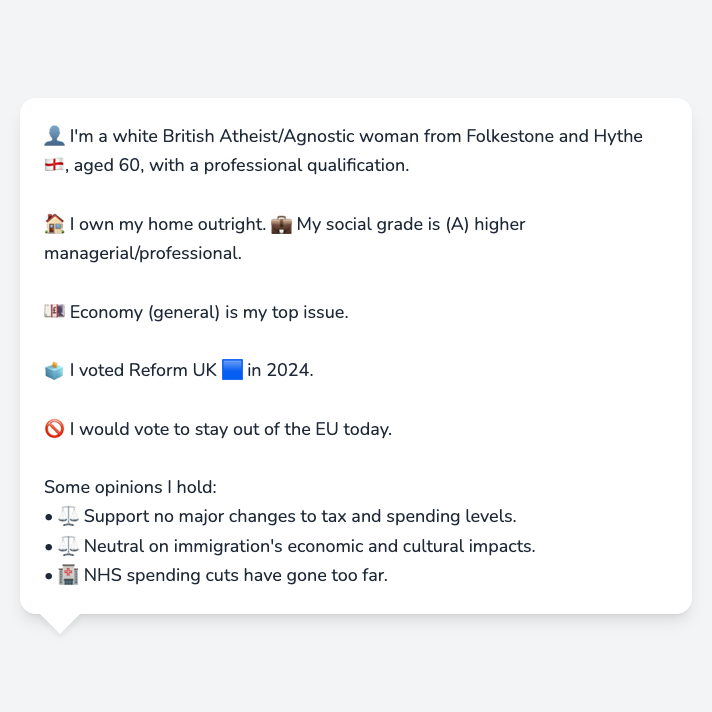 👤 I'm a white British Atheist/Agnostic woman from Folkestone and Hythe
🏴󠁧󠁢󠁥󠁮󠁧󠁿, aged 60, with a professional qualification.
🏠 I own my home outright. 💼 My social grade is (A) higher
managerial/professional.
💷 Economy (general) is my top issue.
🗳️ I voted Reform UK 🟦 in 2024.
🚫 I would vote to stay out of the EU today.
Some opinions I hold:
• ⚖️ Support no major changes to tax and spending levels.
• ⚖️ Neutral on immigration's economic and cultural impacts.
• 🏥 NHS spending cuts have gone too far.